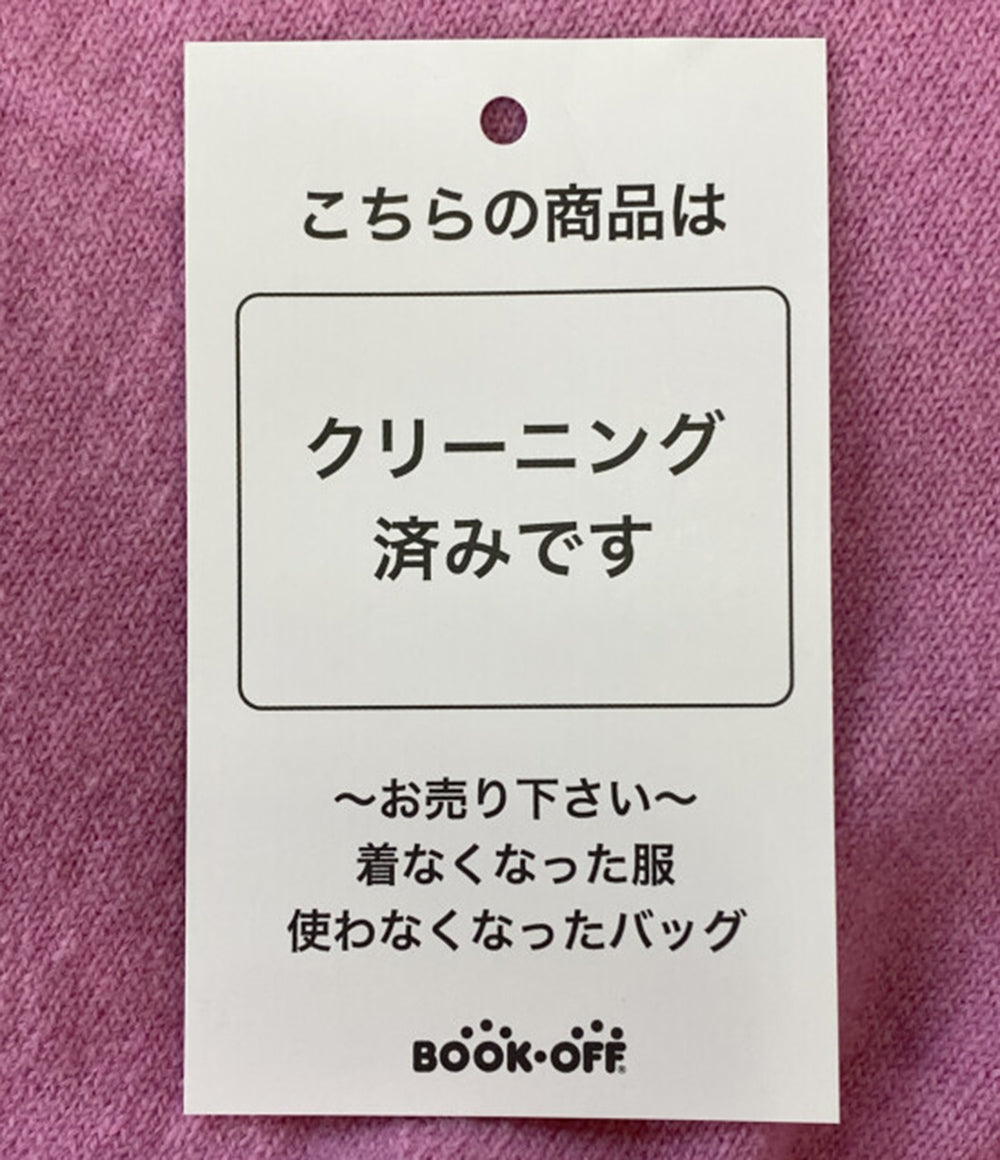 こちらの商品は
クリーニング
済みです
〜お売り下さい〜
着なくなった服
使わなくなったバッグ
BOOK・OFF®